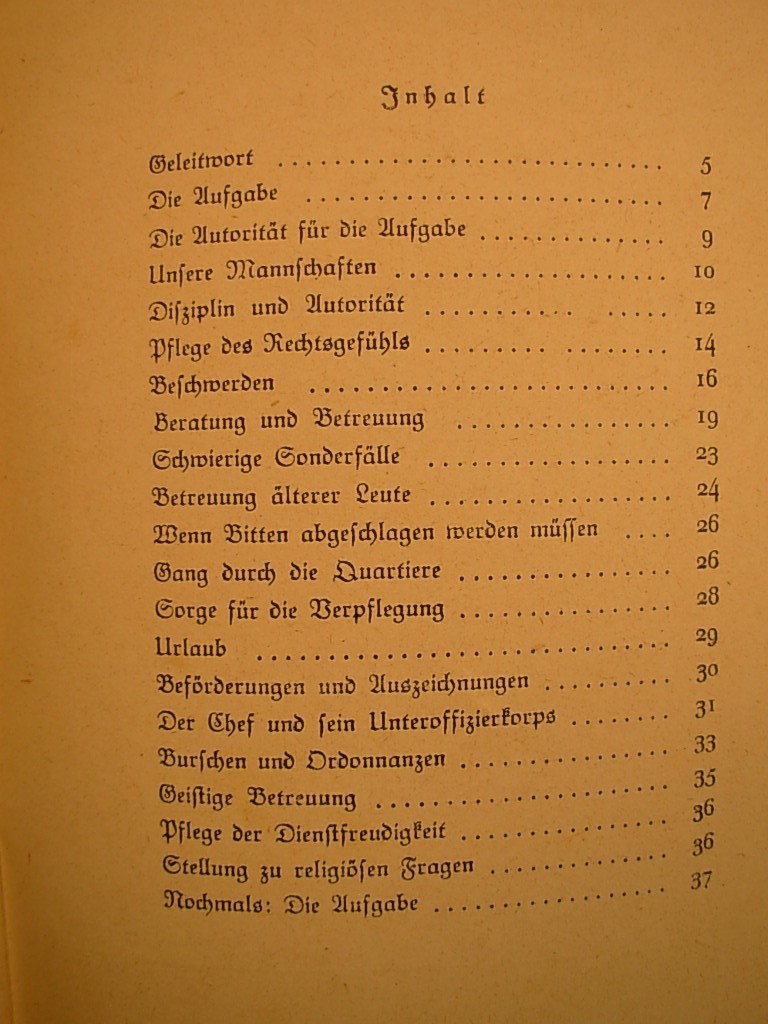 Inhalt
Geleitwort ............................ 5
Die Aufgabe .......................... 7
Die Autorität für die Aufgabe ............. 9
Unsere Mannschaften .................... 10
Disziplin und Autorität ........... ..... 12
Pflege des Rechtsgefühls .......... ........ 14
Beschwerden .......................... 16
Beratung und Betreuung ............... 19
Schwierige Sonderfälle ................. 23
Betreuung älterer Leute ................. 24
Wenn Bitten abgeschlagen werden müssen .... 26
Gang durch die Quartiere ............... 26
Sorge für die Verpflegung ............... 28
Urlaub .............................. 29
Beförderungen und Auszeichnungen .......... 30
Der Chef und sein Unteroffizierkorps ........ 31
Burschen und Ordonnanzen ............... 33
Geistige Betreuung ..................... 35
Pflege der Dienstfreudigkeit ............... 36
Stellung zu religiösen Fragen ............. 36
Nochmals: Die Aufgabe ................. 37